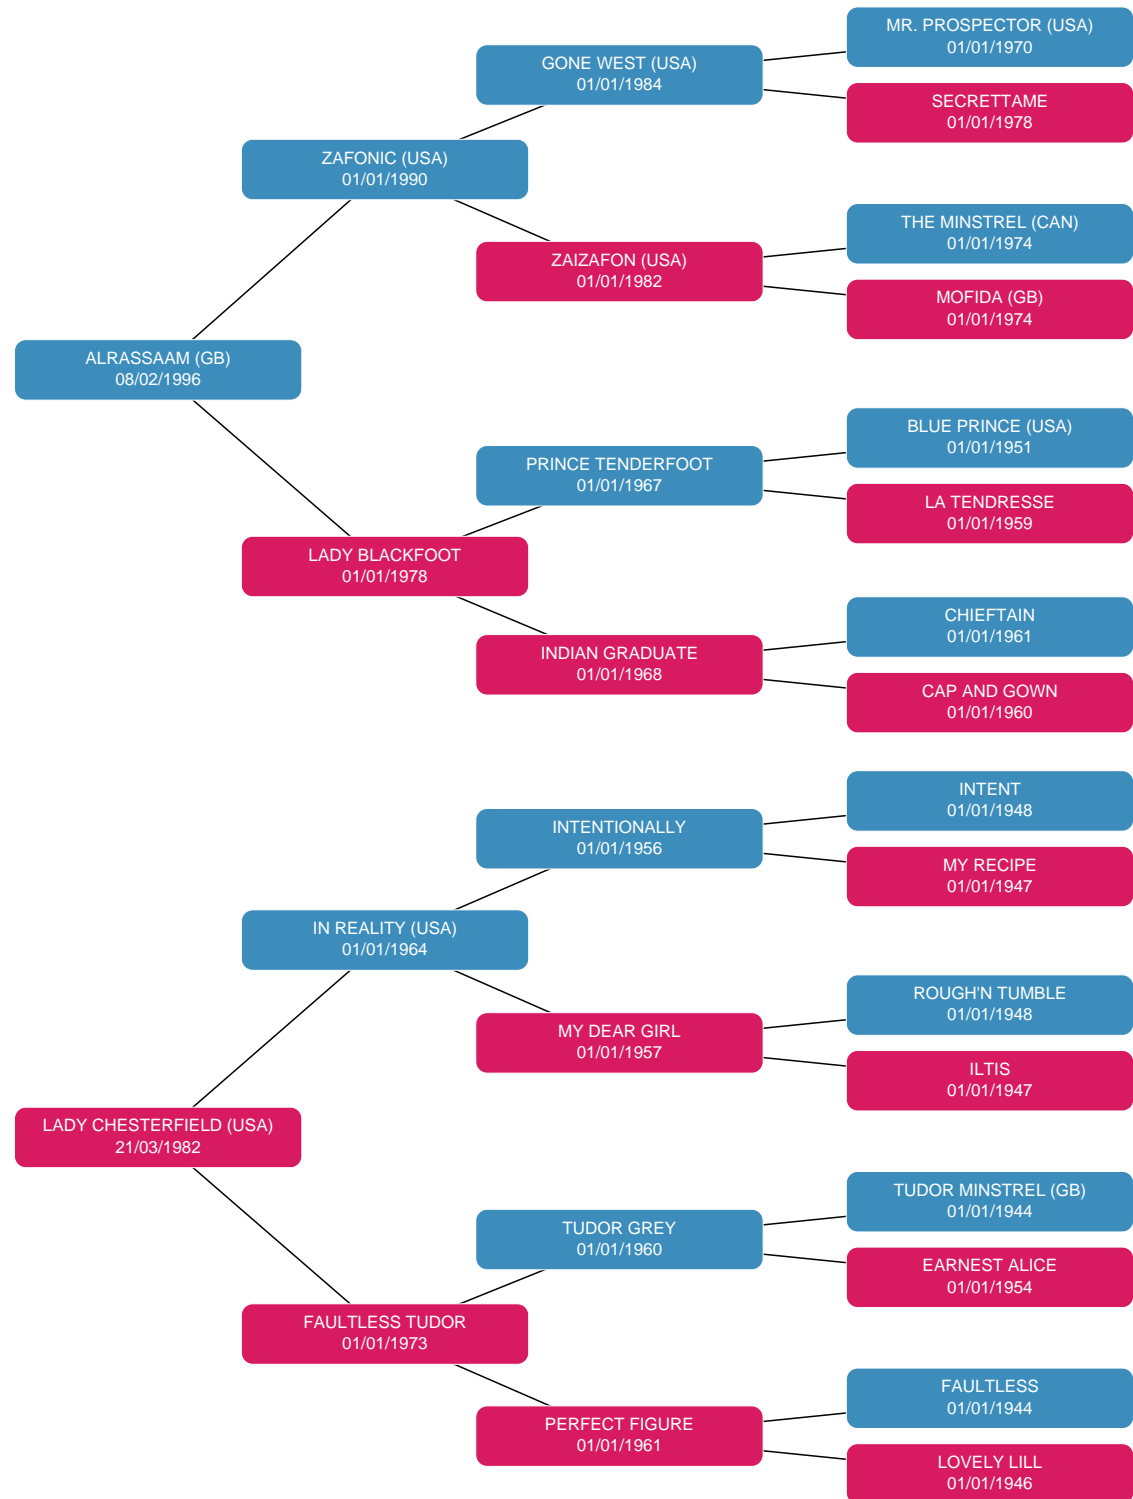 MR. PROSPECTOR (USA)
01/01/1970
GONE WEST (USA)
01/01/1984
SECRETTAME
01/01/1978
ZAFONIC (USA)
01/01/1990
THE MINSTREL (CAN)
01/01/1974
ZAIZAFON (USA)
01/01/1982
MOFIDA (GB)
01/01/1974
ALRASSAAM (GB)
08/02/1996
BLUE PRINCE (USA)
01/01/1951
PRINCE TENDERFOOT
01/01/1967
LA TENDRESSE
01/01/1959
LADY BLACKFOOT
01/01/1978
CHIEFTAIN
01/01/1961
INDIAN GRADUATE
01/01/1968
CAP AND GOWN
01/01/1960
INTENT
01/01/1948
INTENTIONALLY
01/01/1956
MY RECIPE
01/01/1947
IN REALITY (USA)
01/01/1964
ROUGH'N TUMBLE
01/01/1948
MY DEAR GIRL
01/01/1957
ILTIS
01/01/1947
LADY CHESTERFIELD (USA)
21/03/1982
TUDOR MINSTREL (GB)
01/01/1944
TUDOR GREY
01/01/1960
EARNEST ALICE
01/01/1954
FAULTLESS TUDOR
01/01/1973
FAULTLESS
01/01/1944
PERFECT FIGURE
01/01/1961
LOVELY LILL
01/01/1946